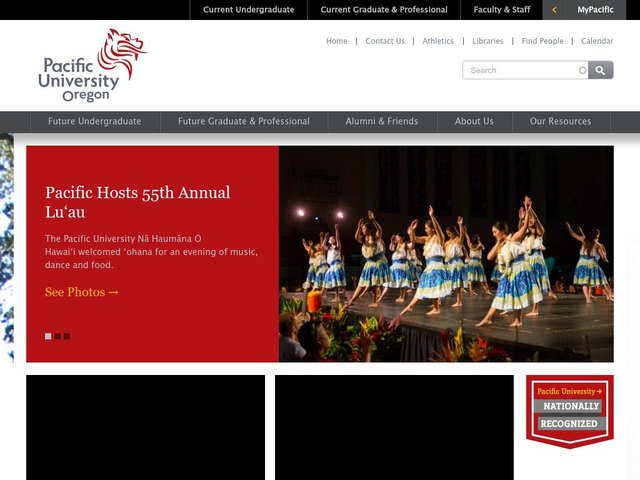 Current Undergraduate
Current Graduate & Professional
Faculty & Staff
<
MyPacific
Pacific
University
Oregon
Home | Contact Us | Athletics | Libraries | Find People | Calendar
Search
Future Undergraduate
Future Graduate & Professional
Alumni & Friends
About Us
Our Resources
Pacific Hosts 55th Annual
Luʻau
The Pacific University Nā Haumāna O
Hawaiʻi welcomed ʻohana for an evening of music,
dance and food.
See Photos →
Pacific University →
NATIONALLY
RECOGNIZED